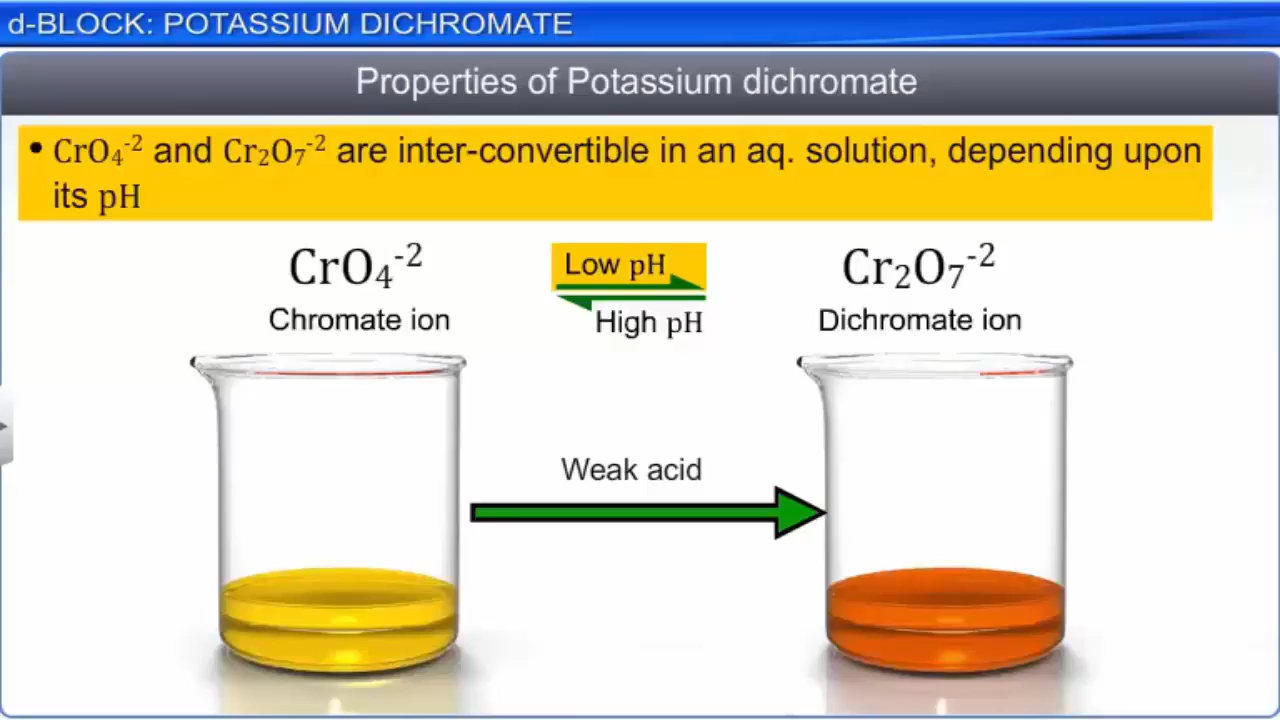 d-BLOCK: POTASSIUM DICHROMATE
Properties of Potassium dichromate
• CrO₄⁻² and Cr₂O₇⁻² are inter-convertible in an aq. solution, depending upon
its pH
CrO₄⁻² Low pH Cr₂O₇⁻²
Chromate ion High pH Dichromate ion
Weak acid